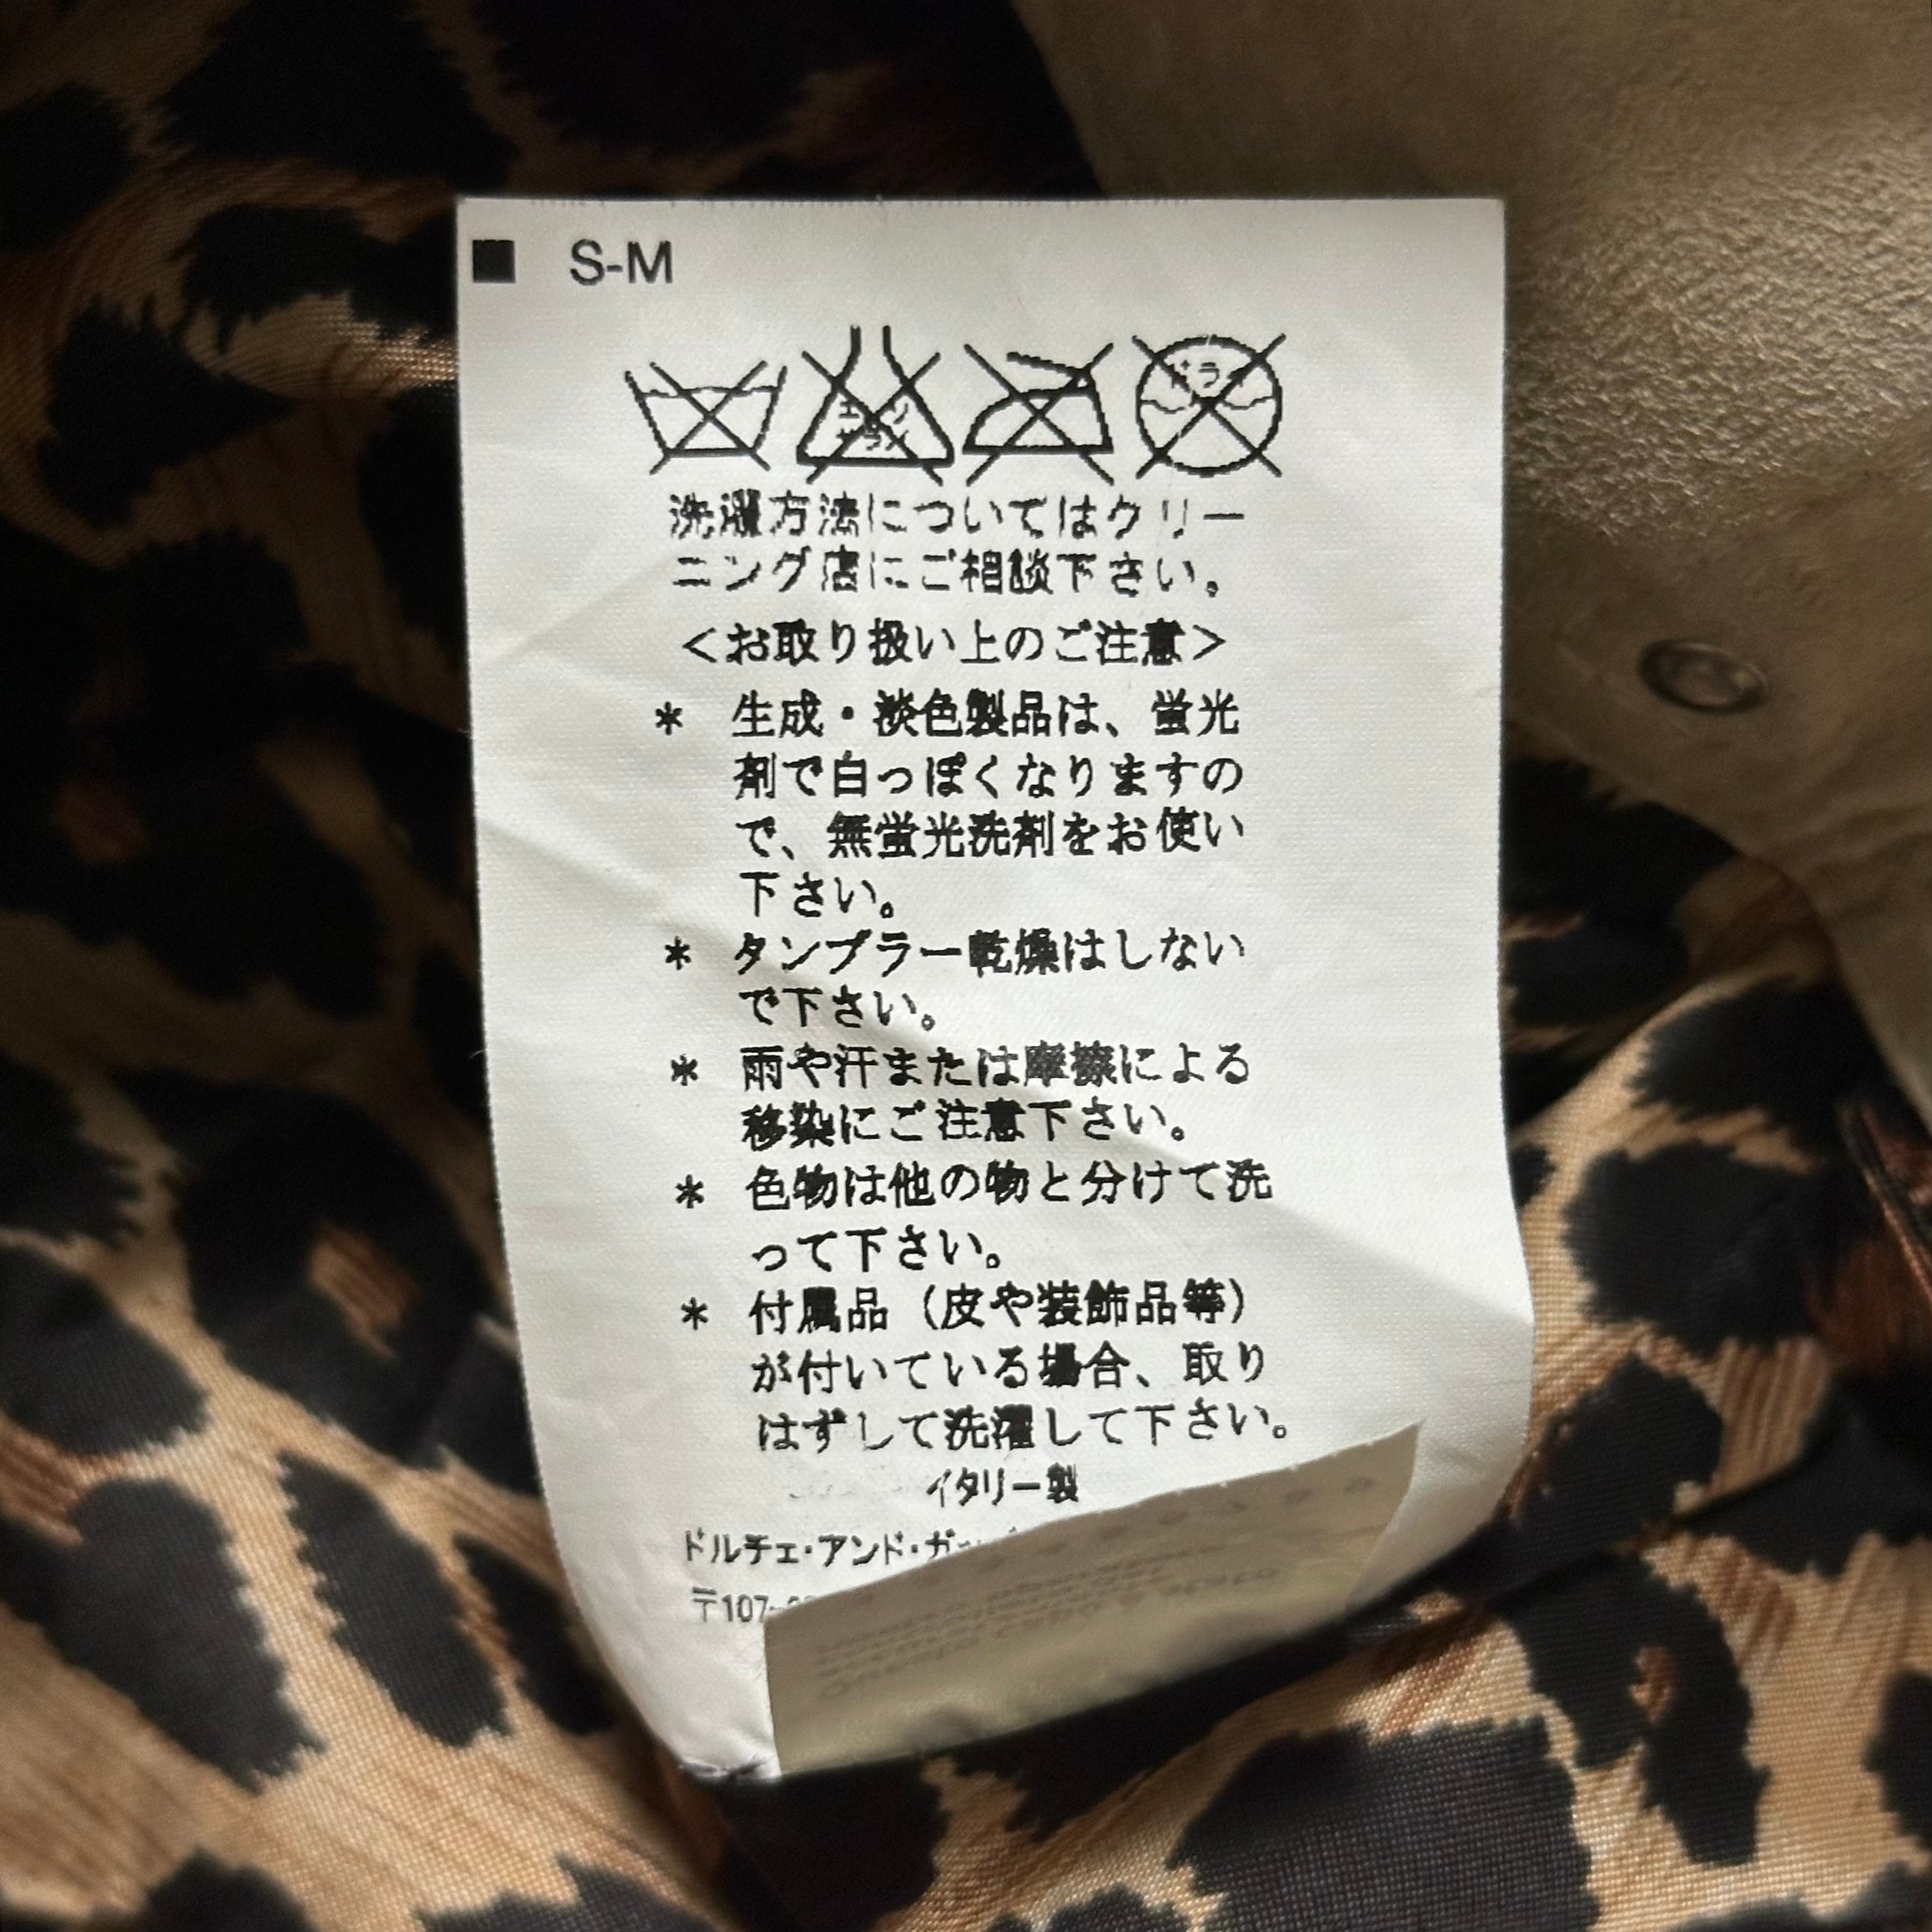 ■ S-M
ドライ
洗濯方法についてはクリー
ニング店にご相談下さい。
＜お取り扱い上のご注意＞
* 生成・淡色製品は、蛍光
剤で白っぽくなりますの
で、無蛍光洗剤をお使い
下さい。
* タンブラー乾燥はしない
で下さい。
* 雨や汗または摩擦による
移染にご注意下さい。
* 色物は他の物と分けて洗
って下さい。
* 付属品（皮や装飾品等）
が付いている場合、取り
はずして洗濯して下さい。
イタリー製
ドルチェ・アンド・ガッ
〒107-